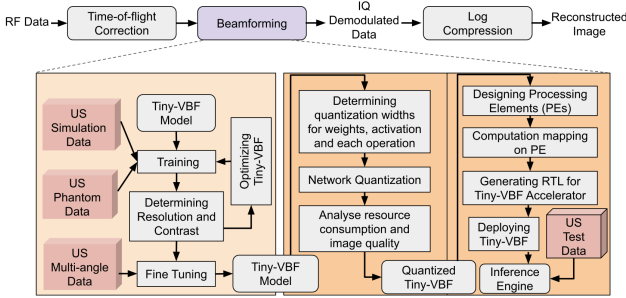 RF Data
Time-of-flight
Correction
Beamforming
IQ
Demodulated
Data
Log
Compression
Reconstructed
Image
US
Simulation
Data
US
Phantom
Data
US
Multi-angle
Data
Tiny-VBF
Model
Training
Optimizing
Tiny-VBF
Determining
Resolution and
Contrast
Fine Tuning
Tiny-VBF
Model
Determining
quantization widths
for weights, activation
and each operation
Network Quantization
Analyse resource
consumption and
image quality
Quantized
Tiny-VBF
Designing Processing
Elements (PEs)
Computation mapping
on PE
Generating RTL for
Tiny-VBF Accelerator
Deploying
Tiny-VBF
US
Test
Data
Inference
Engine